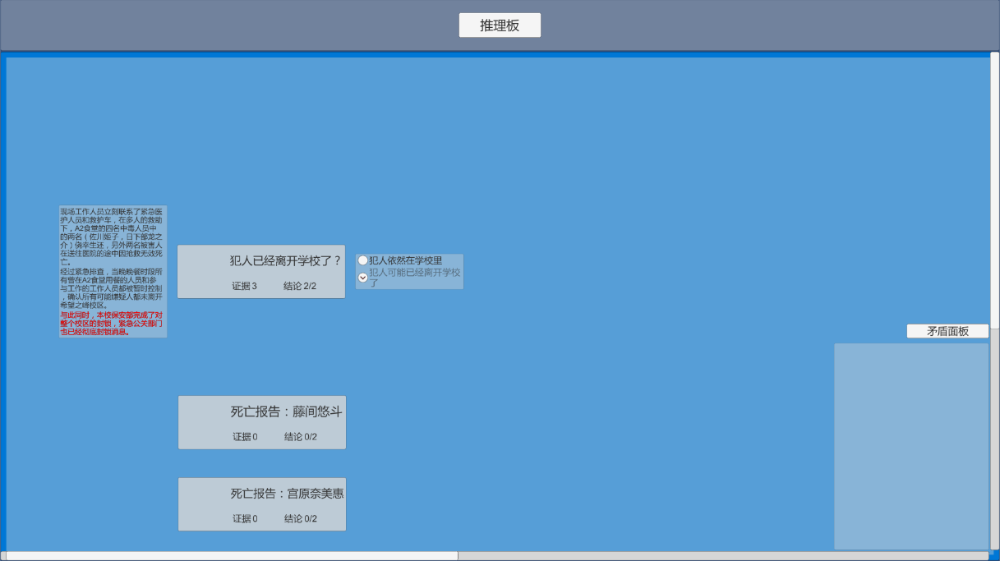 推理板
现场工作人员立刻联系了紧急医
护人员和救护车，在多人的救助
下，A2食堂的四名中毒人员中
的两名（佐川姬子，日下部龙之
介）侥幸生还，另外两名被害人
在送往医院的途中因抢救无效死
亡。
经过紧急排查，当晚晚餐时段所
有曾在A2食堂用餐的人员和参
与工作的工作人员都被暂时控制
，确认所有可能嫌疑人都未离开
希望之峰校区。
与此同时，本校保安部完成了对
整个校区的封锁，紧急公关部门
也已经彻底封锁消息。
犯人已经离开学校了？
证据 3 结论 2/2
犯人依然在学校里
犯人可能已经离开学校
了
矛盾面板
死亡报告：藤间悠斗
证据 0 结论 0/2
死亡报告：宫原奈美惠
证据 0 结论 0/2